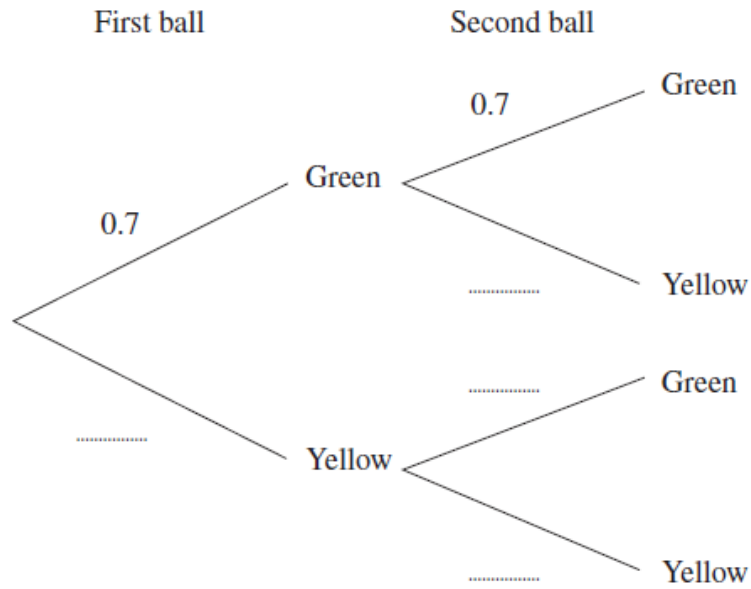 First ball Second ball
Green
0.7
Green
0.7
Yellow
Green
Yellow
Yellow